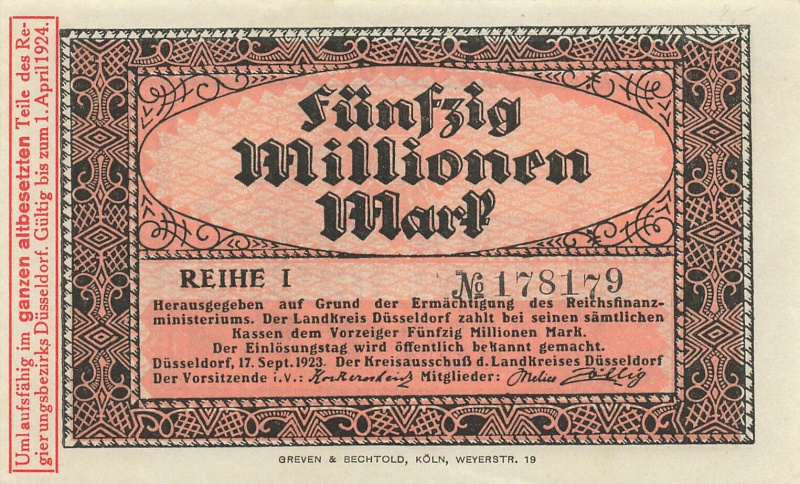 Umlaufsfähig im ganzen altbesetzten Teile des Re-
gierungsbezirks Düsseldorf. Gültig bis zum 1. April 1924.
Fünfzig
Millionen
Mark
REIHE I
№ 178179
Herausgegeben auf Grund der Ermächtigung des Reichsfinanz-
ministeriums. Der Landkreis Düsseldorf zahlt bei seinen sämtlichen
Kassen dem Vorzeiger Fünfzig Millionen Mark.
Der Einlösungstag wird öffentlich bekannt gemacht.
Düsseldorf, 17. Sept. 1923. Der Kreisausschuß d. Landkreises Düsseldorf
Der Vorsitzende i.V.: Mitglieder:
GREVEN & BECHTOLD, KÖLN, WEYERSTR. 19